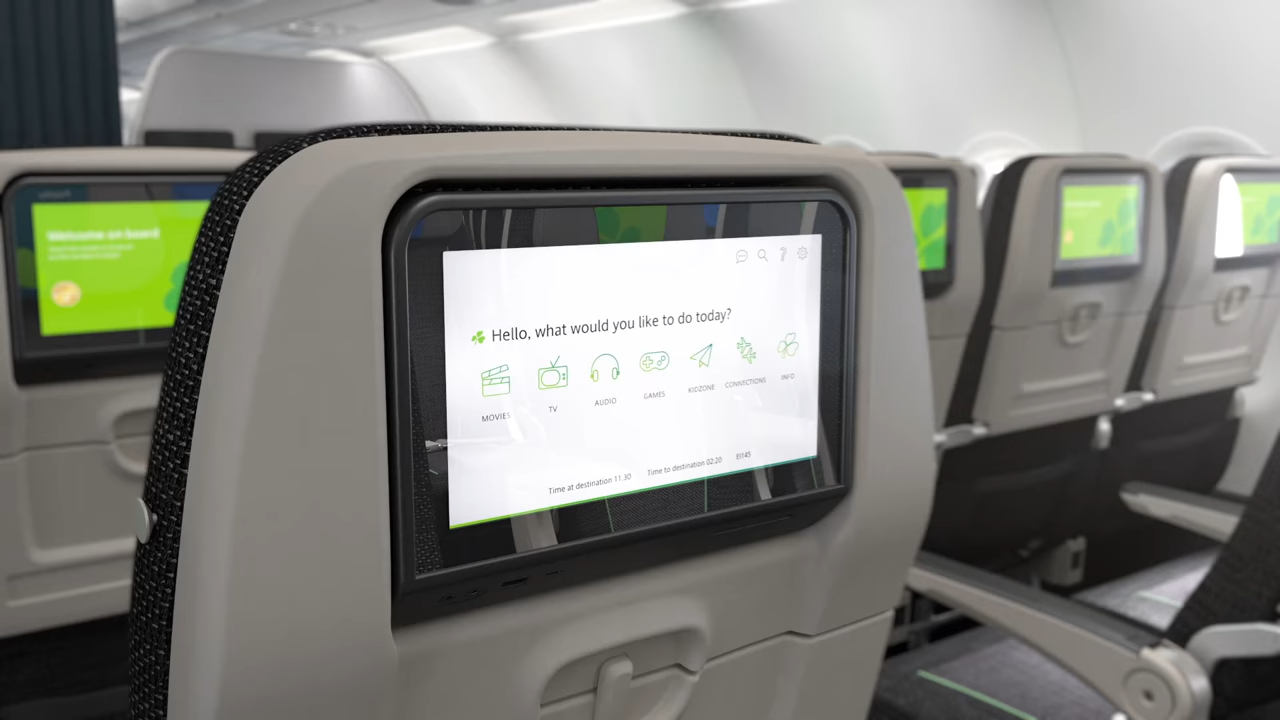 Welcome on board
Hello, what would you like to do today?
MOVIES
TV
AUDIO
GAMES
KIDZONE
CONNECTIONS
INFO
Time at destination 11.30
Time to destination 02:20
EI145